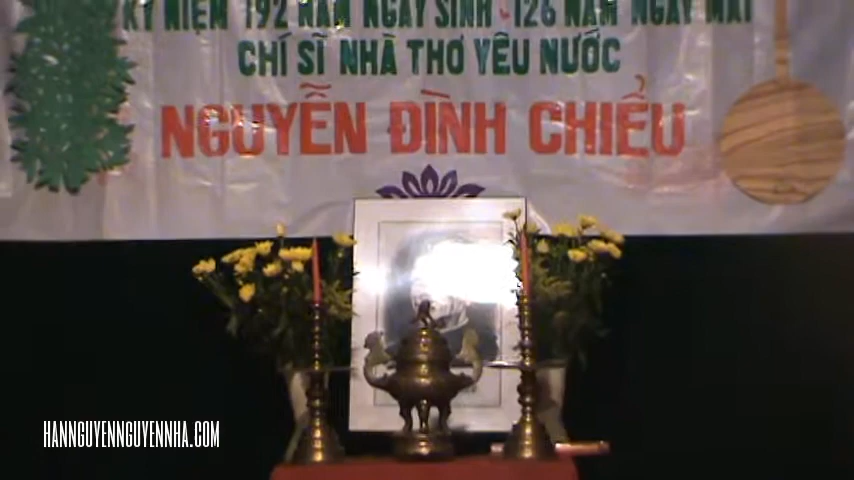 KỶ NIỆM 192 NĂM NGÀY SINH - 126 NĂM NGÀY MẤT
CHÍ SĨ NHÀ THƠ YÊU NƯỚC
NGUYỄN ĐÌNH CHIỂU
HANNGUYENNGUYENNHA.COM